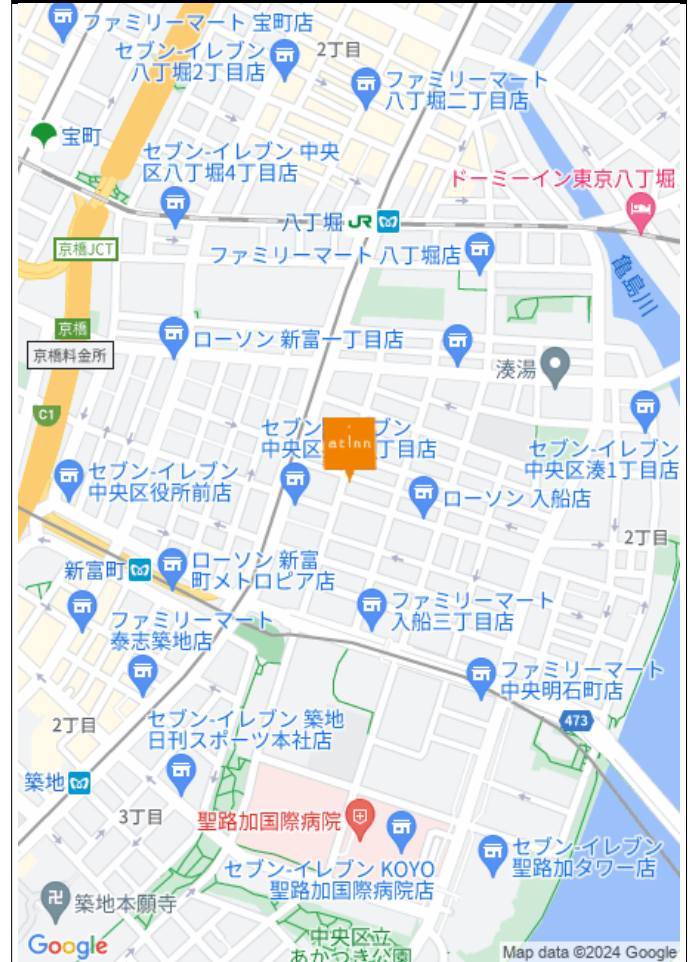 ファミリーマート 宝町店
2丁目
セブン-イレブン
八丁堀2丁目店
ファミリーマート
八丁堀二丁目店
宝町
セブン-イレブン 中央
区八丁堀4丁目店
ドーミーイン東京八丁堀
八丁堀 JR
京橋JCT
ファミリーマート 八丁堀店
亀島川
京橋
ローソン 新富一丁目店
京橋料金所
湊湯
C1
セブン
ブン
中央区
丁目店
at inn
セブン-イレブン
中央区湊1丁目店
セブン-イレブン
中央区役所前店
ローソン 入船店
2丁目
新富町
ローソン 新富
町メトロピア店
ファミリーマート
入船三丁目店
ファミリーマート
泰志築地店
ファミリーマート
中央明石町店
473
2丁目
セブン-イレブン 築地
日刊スポーツ本社店
築地
3丁目
聖路加国際病院
セブン-イレブン KOYO
聖路加国際病院店
セブン-イレブン
聖路加タワー店
築地本願寺
中央区立
あかつき公園
Google
Map data ©2024 Google